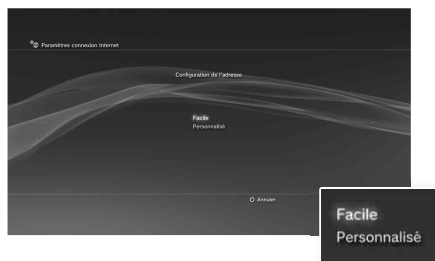 Paramètres connexion Internet
Configuration de l'adresse
Facile
Personnalisé
Annuler
Facile
Personnalisé